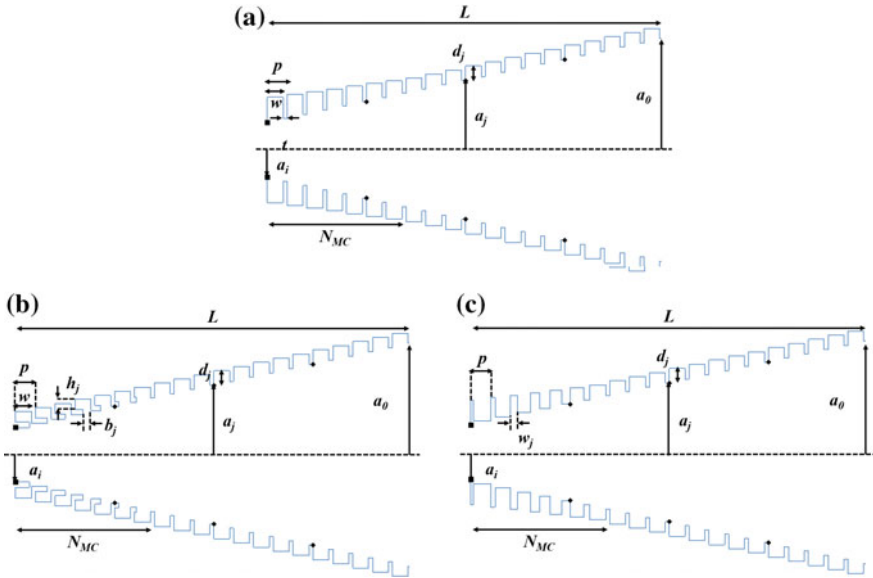 (a)
L
d_j
p
w
a_j
a_0
t
a_i
N_MC
(b)
L
p
h_j
w
d_j
b_j
a_j
a_0
a_i
N_MC
(c)
L
p
d_j
w_j
a_j
a_0
a_i
N_MC